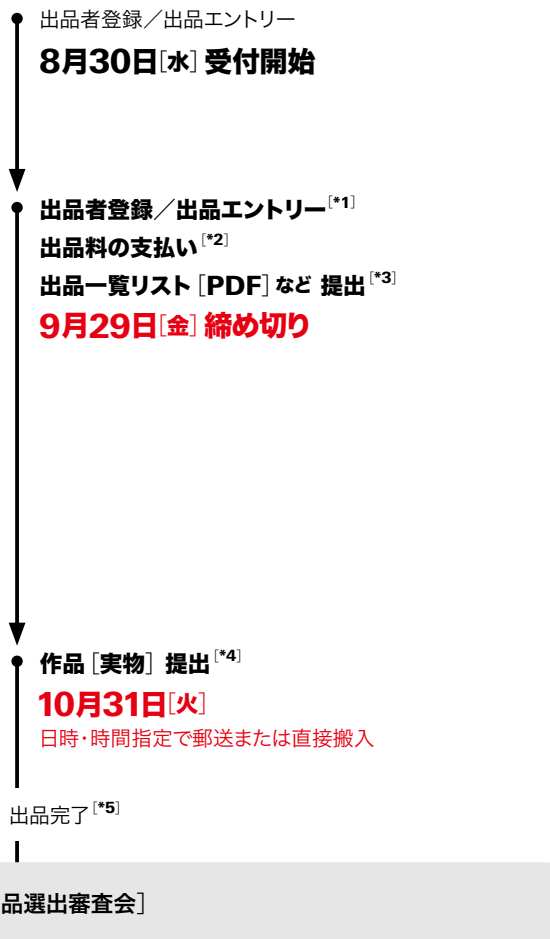 出品者登録／出品エントリー
8月30日[水] 受付開始
出品者登録／出品エントリー[*1]
出品料の支払い[*2]
出品一覧リスト［PDF］など 提出[*3]
9月29日[金] 締め切り
作品［実物］提出[*4]
10月31日[火]
日時・時間指定で郵送または直接搬入
出品完了[*5]
品選出審査会］